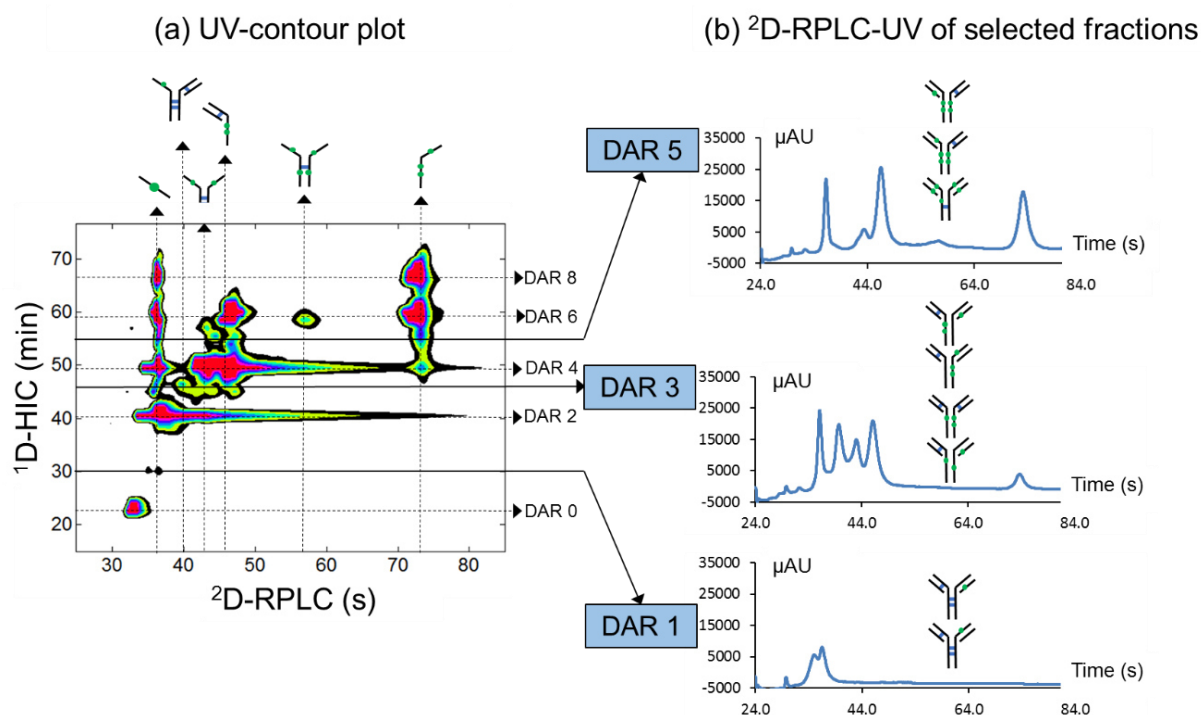 (a) UV-contour plot
70
60
50
40
30
20
30
40
50
60
70
80
¹D-HIC (min)
²D-RPLC (s)
DAR 8
DAR 6
DAR 4
DAR 2
DAR 0
DAR 5
DAR 3
DAR 1
(b) ²D-RPLC-UV of selected fractions
35000
25000
15000
5000
-5000
µAU
Time (s)
24.0
44.0
64.0
84.0
35000
25000
15000
5000
-5000
µAU
Time (s)
24.0
44.0
64.0
84.0
35000
25000
15000
5000
-5000
µAU
Time (s)
24.0
44.0
64.0
84.0